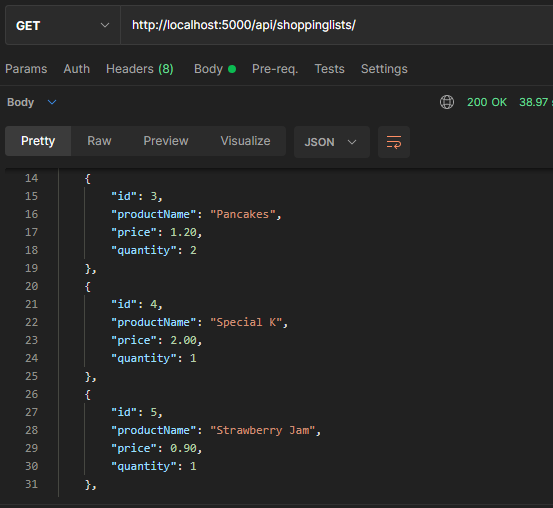 GET http://localhost:5000/api/shoppinglists/
Params Auth Headers (8) Body Pre-req. Tests Settings
Body 200 OK 38.97 s
Pretty Raw Preview Visualize JSON
14 {
15 "id": 3,
16 "productName": "Pancakes",
17 "price": 1.20,
18 "quantity": 2
19 },
20 {
21 "id": 4,
22 "productName": "Special K",
23 "price": 2.00,
24 "quantity": 1
25 },
26 {
27 "id": 5,
28 "productName": "Strawberry Jam",
29 "price": 0.90,
30 "quantity": 1
31 },